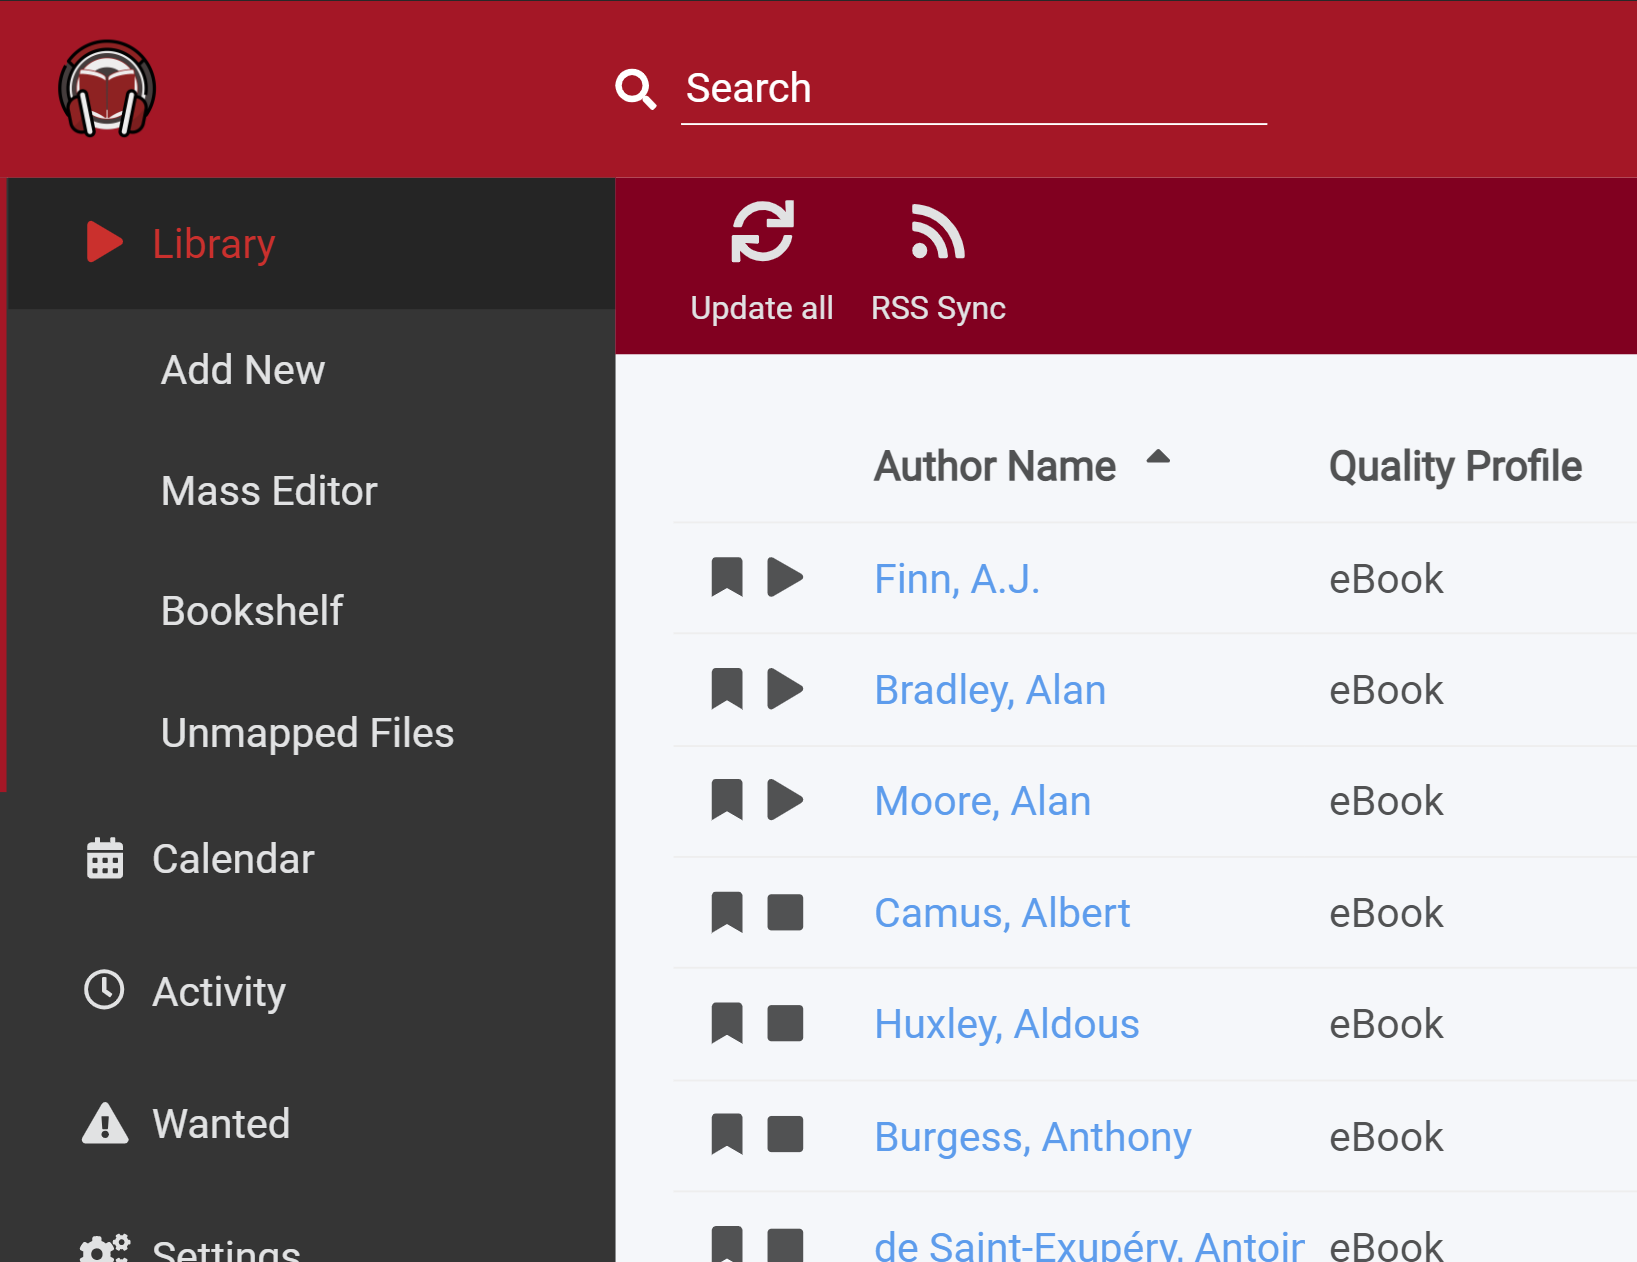 Search
Library
Add New
Mass Editor
Bookshelf
Unmapped Files
Calendar
Activity
Wanted
Settings
Update all
RSS Sync
Author Name Quality Profile
Finn, A.J. eBook
Bradley, Alan eBook
Moore, Alan eBook
Camus, Albert eBook
Huxley, Aldous eBook
Burgess, Anthony eBook
de Saint-Exupéry, Antoin eBook